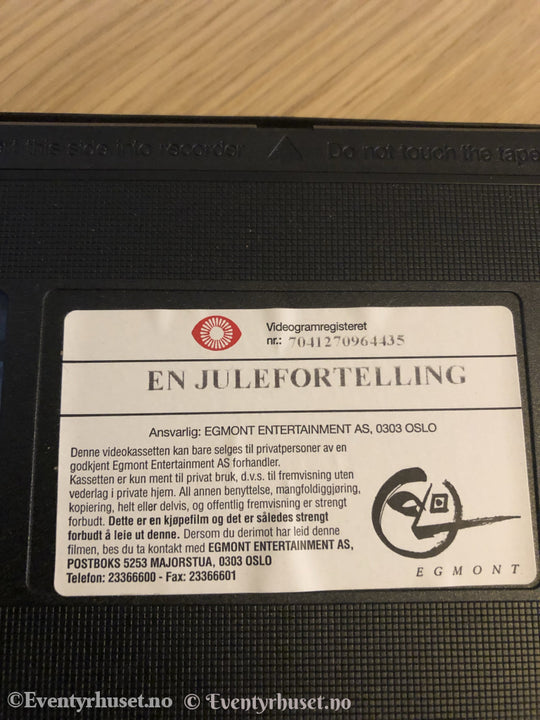 this side into recorder Do not touch the tape
Videogramregisteret
nr.: 7041270964435
EN JULEFORTELLING
Ansvarlig: EGMONT ENTERTAINMENT AS, 0303 OSLO
Denne videokassetten kan bare selges til privatpersoner av en
godkjent Egmont Entertainment AS forhandler.
Kassetten er kun ment til privat bruk, d.v.s. til fremvisning uten
vederlag i private hjem. All annen benyttelse, mangfoldiggjøring,
kopiering, helt eller delvis, og offentlig fremvisning er strengt
forbudt. Dette er en kjøpefilm og det er således strengt
forbudt å leie ut denne. Dersom du derimot har leid denne
filmen, bes du ta kontakt med EGMONT ENTERTAINMENT AS,
POSTBOKS 5253 MAJORSTUA, 0303 OSLO
Telefon: 23366600 - Fax: 23366601
EGMONT
©Eventyrhuset.no © Eventyrhuset.no